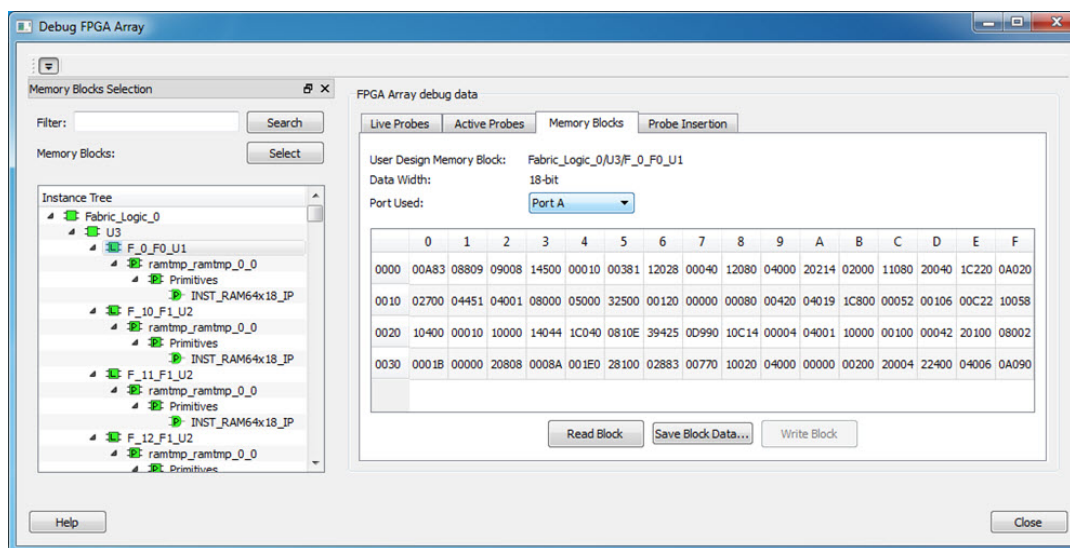 Debug FPGA Array
Memory Blocks Selection
Filter: Search
Memory Blocks: Select
Instance Tree
Fabric_Logic_0
U3
F_0_F0_U1
ramtmp_ramtmp_0_0
Primitives
INST_RAM64x18_IP
F_10_F1_U2
ramtmp_ramtmp_0_0
Primitives
INST_RAM64x18_IP
F_11_F1_U2
ramtmp_ramtmp_0_0
Primitives
INST_RAM64x18_IP
F_12_F1_U2
ramtmp_ramtmp_0_0
Primitives
FPGA Array debug data
Live Probes Active Probes Memory Blocks Probe Insertion
User Design Memory Block: Fabric_Logic_0/U3/F_0_F0_U1
Data Width: 18-bit
Port Used: Port A
0 1 2 3 4 5 6 7 8 9 A B C D E F
0000 00A83 08809 09008 14500 00010 00381 12028 00040 12080 04000 20214 02000 11080 20040 1C220 0A020
0010 02700 04451 04001 08000 05000 32500 00120 00000 00080 00420 04019 1C800 00052 00106 00C22 10058
0020 10400 00010 10000 14044 1C040 0810E 39425 0D990 10C14 00004 04001 10000 00100 00042 20100 08002
0030 0001B 00000 20808 0008A 001E0 28100 02883 00770 10020 04000 00000 00200 20004 22400 04006 0A090
Read Block Save Block Data... Write Block
Help Close